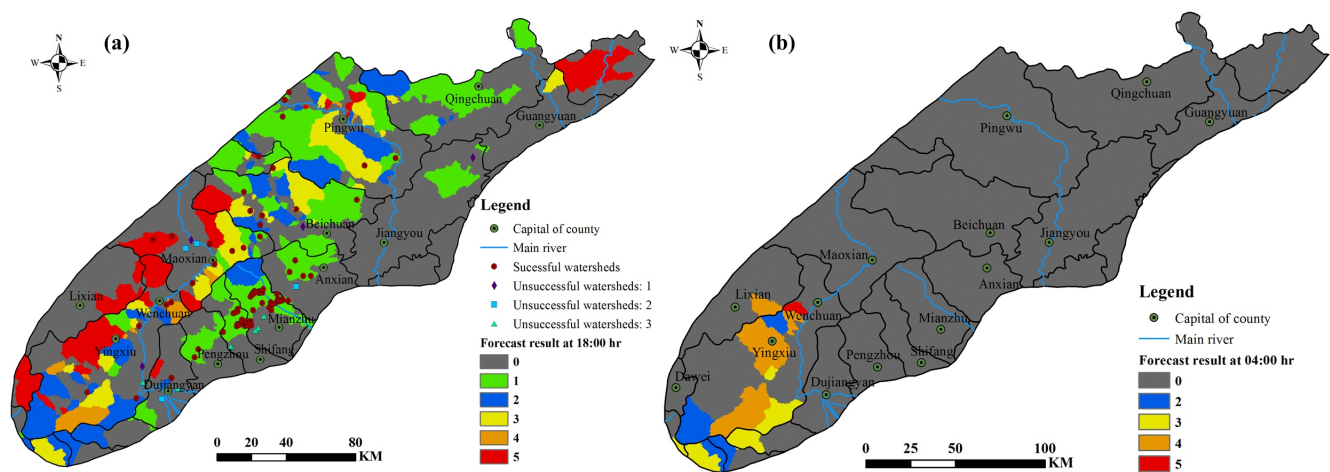 (a)
N
W E
S
Qingchuan
Guangyuan
Pingwu
Beichuan
Jiangyou
Maoxian
Anxian
Lixian
Wenchuan
Mianzhu
Yingxiu
Pengzhou
Shifang
Dujiangyan
Legend
Capital of county
Main river
Sucessful watersheds
Unsuccessful watersheds: 1
Unsuccessful watersheds: 2
Unsuccessful watersheds: 3
Forecast result at 18:00 hr
0
1
2
3
4
5
0 20 40 80
KM
(b)
N
W E
S
Qingchuan
Guangyuan
Pingwu
Beichuan
Jiangyou
Maoxian
Anxian
Lixian
Wenchuan
Mianzhu
Yingxiu
Pengzhou
Shifang
Dawei
Dujiangyan
Legend
Capital of county
Main river
Forecast result at 04:00 hr
0
2
3
4
5
0 25 50 100
KM